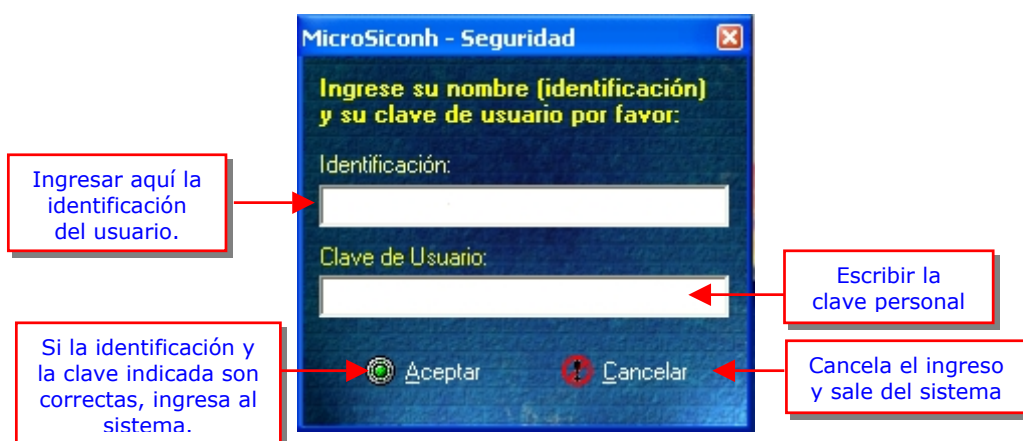 MicroSiconh - Seguridad
Ingrese su nombre (identificación)
y su clave de usuario por favor:
Identificación:
Ingresar aquí la
identificación
del usuario.
Clave de Usuario:
Escribir la
clave personal
Si la identificación y
la clave indicada son
correctas, ingresa al
sistema.
Aceptar
Cancelar
Cancela el ingreso
y sale del sistema